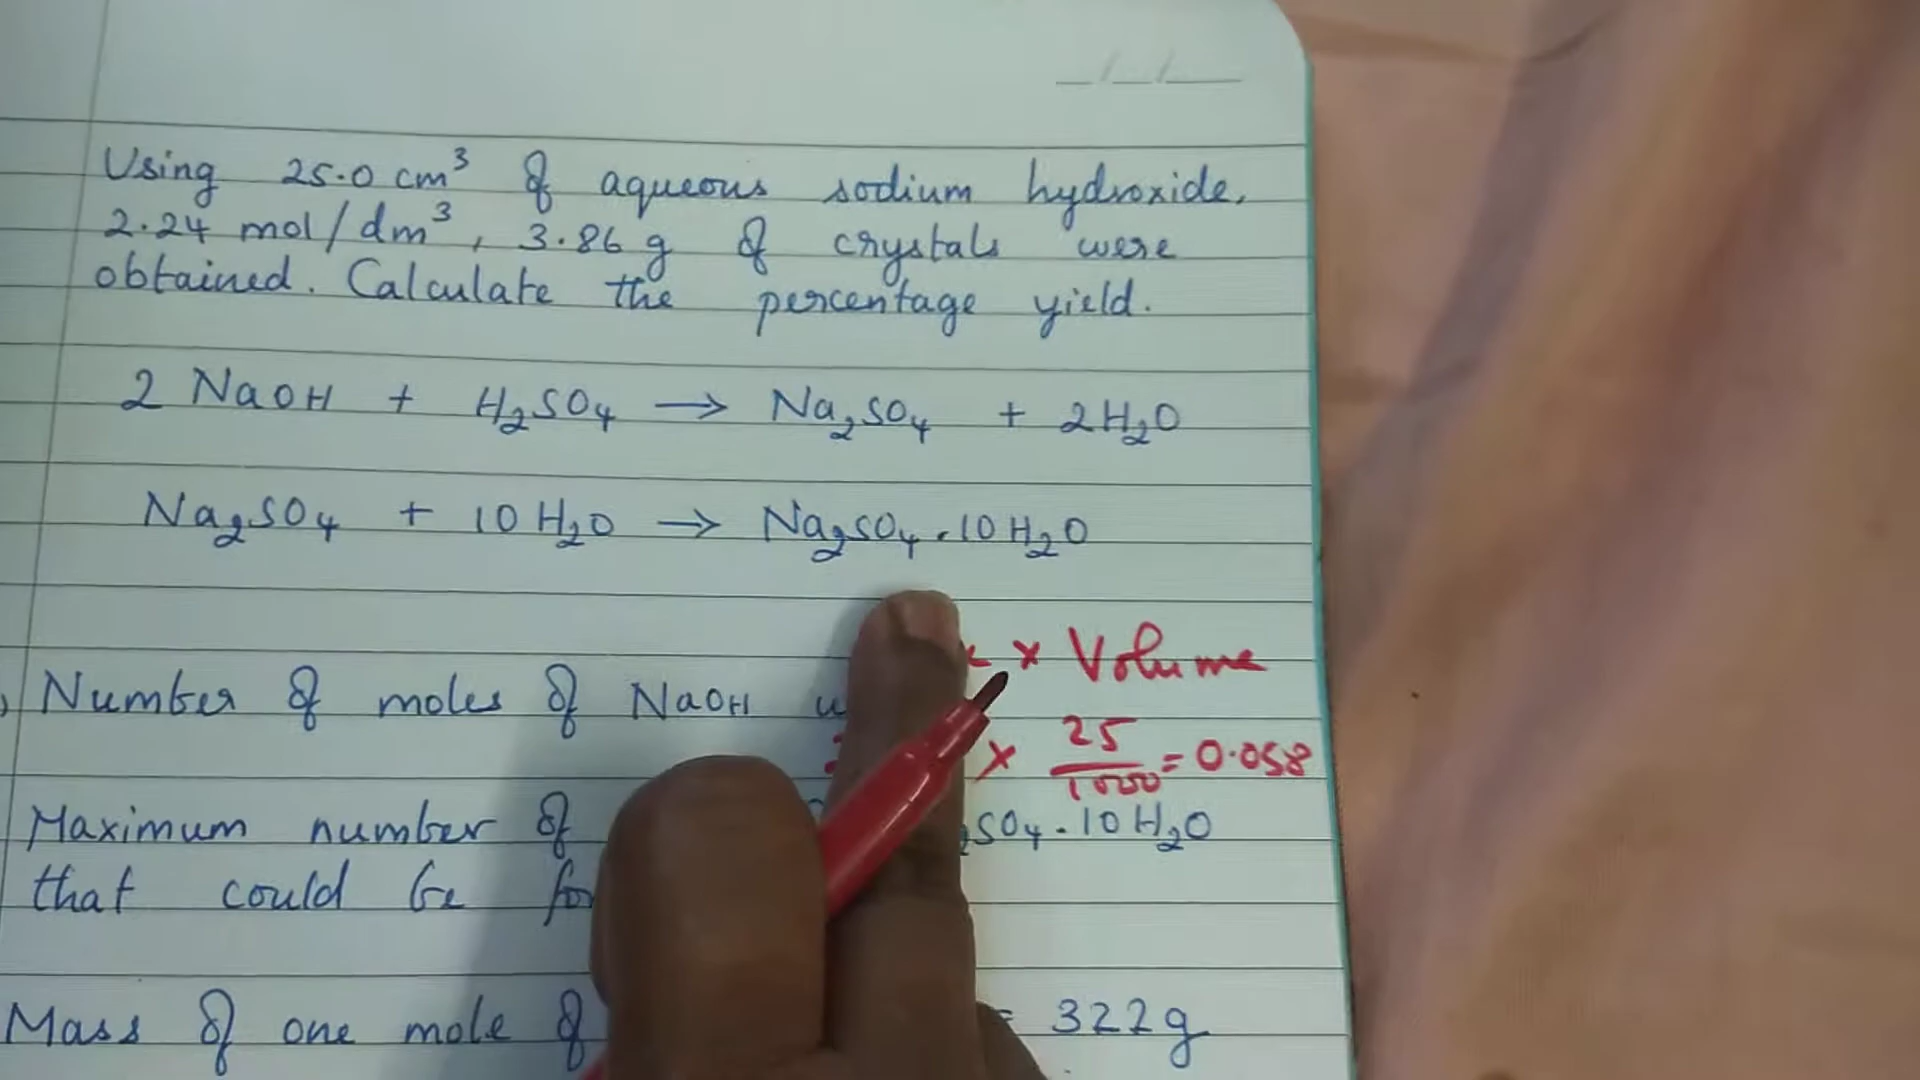 Using 25.0 cm³ of aqueous sodium hydroxide,
2.24 mol/dm³, 3.86 g of crystals were
obtained. Calculate the percentage yield.
2 NaOH + H₂SO₄ → Na₂SO₄ + 2H₂O
Na₂SO₄ + 10 H₂O → Na₂SO₄.10 H₂O
x Volume
Number of moles of NaOH
x 25/1000 = 0.058
Maximum number of SO₄.10 H₂O
that could be
Mass of one mole of = 322g